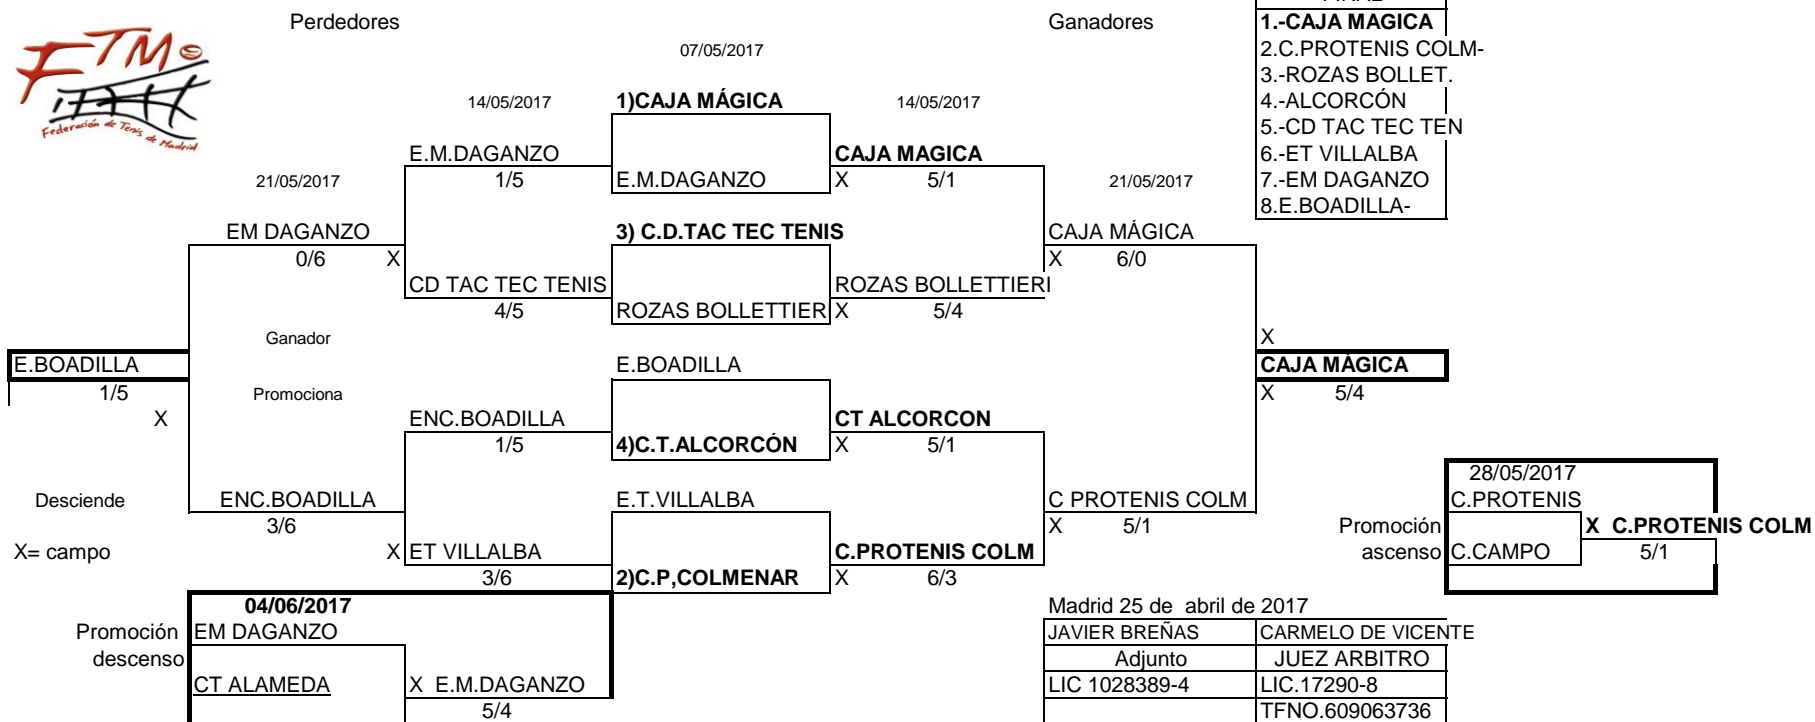 FINAL
Perdedores Ganadores 1.-CAJA MAGICA
FTM
07/05/2017 2.C.PROTENIS COLM-
3.-ROZAS BOLLET.
14/05/2017 1)CAJA MÁGICA 14/05/2017 4.-ALCORCÓN
Federación de Tenis de Madrid
5.-CD TAC TEC TEN
E.M.DAGANZO CAJA MAGICA 6.-ET VILLALBA
21/05/2017 1/5 E.M.DAGANZO X 5/1 21/05/2017 7.-EM DAGANZO
8.E.BOADILLA-
EM DAGANZO 3) C.D.TAC TEC TENIS CAJA MÁGICA
0/6 X X 6/0
CD TAC TEC TENIS ROZAS BOLLETTIERI
4/5 ROZAS BOLLETTIER X 5/4
Ganador X
E.BOADILLA E.BOADILLA CAJA MÁGICA
1/5 Promociona X 5/4
X ENC.BOADILLA CT ALCORCON
1/5 4)C.T.ALCORCÓN X 5/1
28/05/2017
Desciende ENC.BOADILLA E.T.VILLALBA C PROTENIS COLM C.PROTENIS
3/6 X 5/1 Promoción X C.PROTENIS COLM
X= campo X ET VILLALBA C.PROTENIS COLM ascenso C.CAMPO 5/1
3/6 2)C.P,COLMENAR X 6/3
04/06/2017 Madrid 25 de abril de 2017
Promoción EM DAGANZO JAVIER BREÑAS CARMELO DE VICENTE
descenso Adjunto JUEZ ARBITRO
CT ALAMEDA X E.M.DAGANZO LIC 1028389-4 LIC.17290-8
5/4 TFNO.609063736